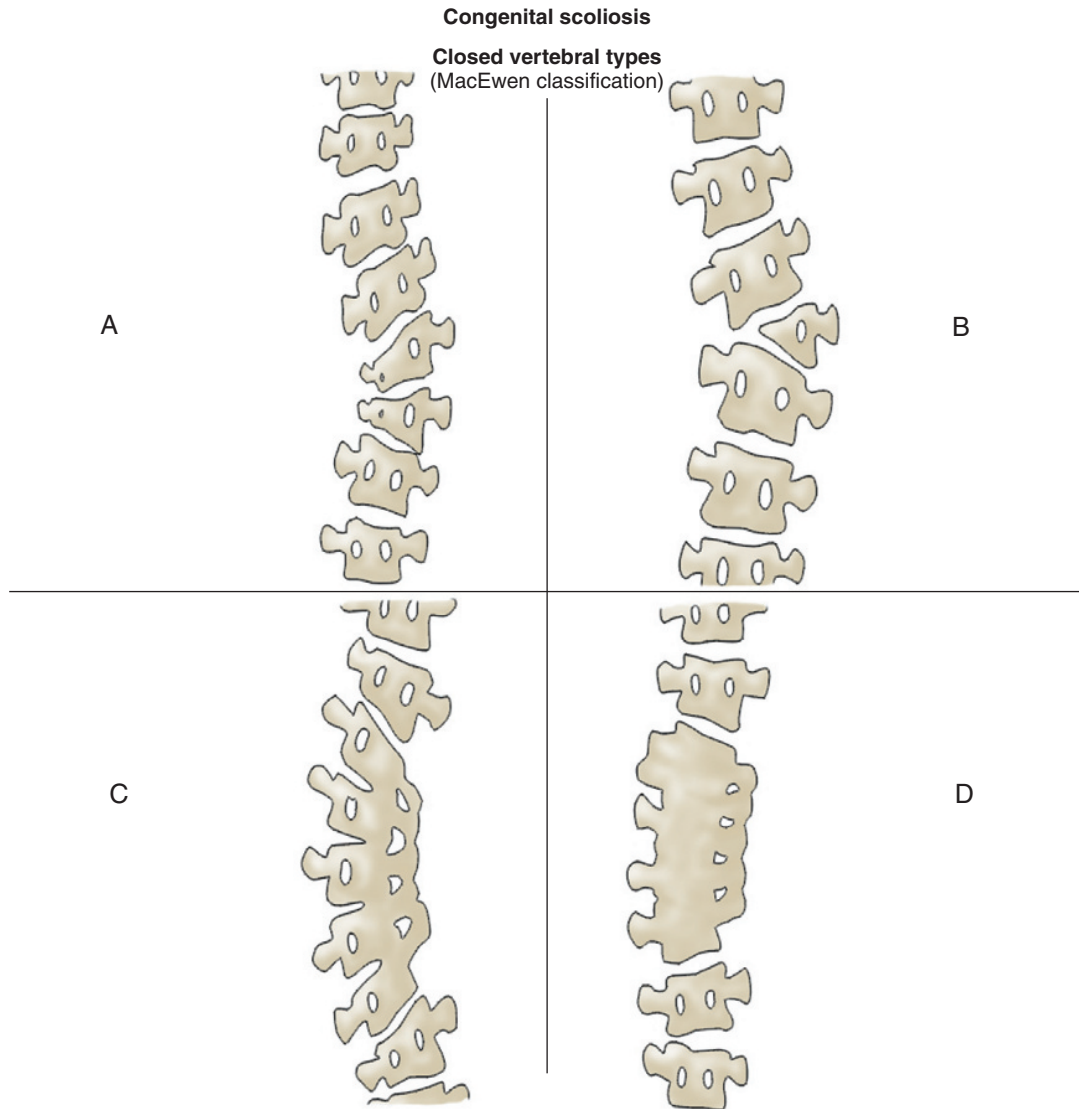 Congenital scoliosis
Closed vertebral types
(MacEwen classification)
A
B
C
D